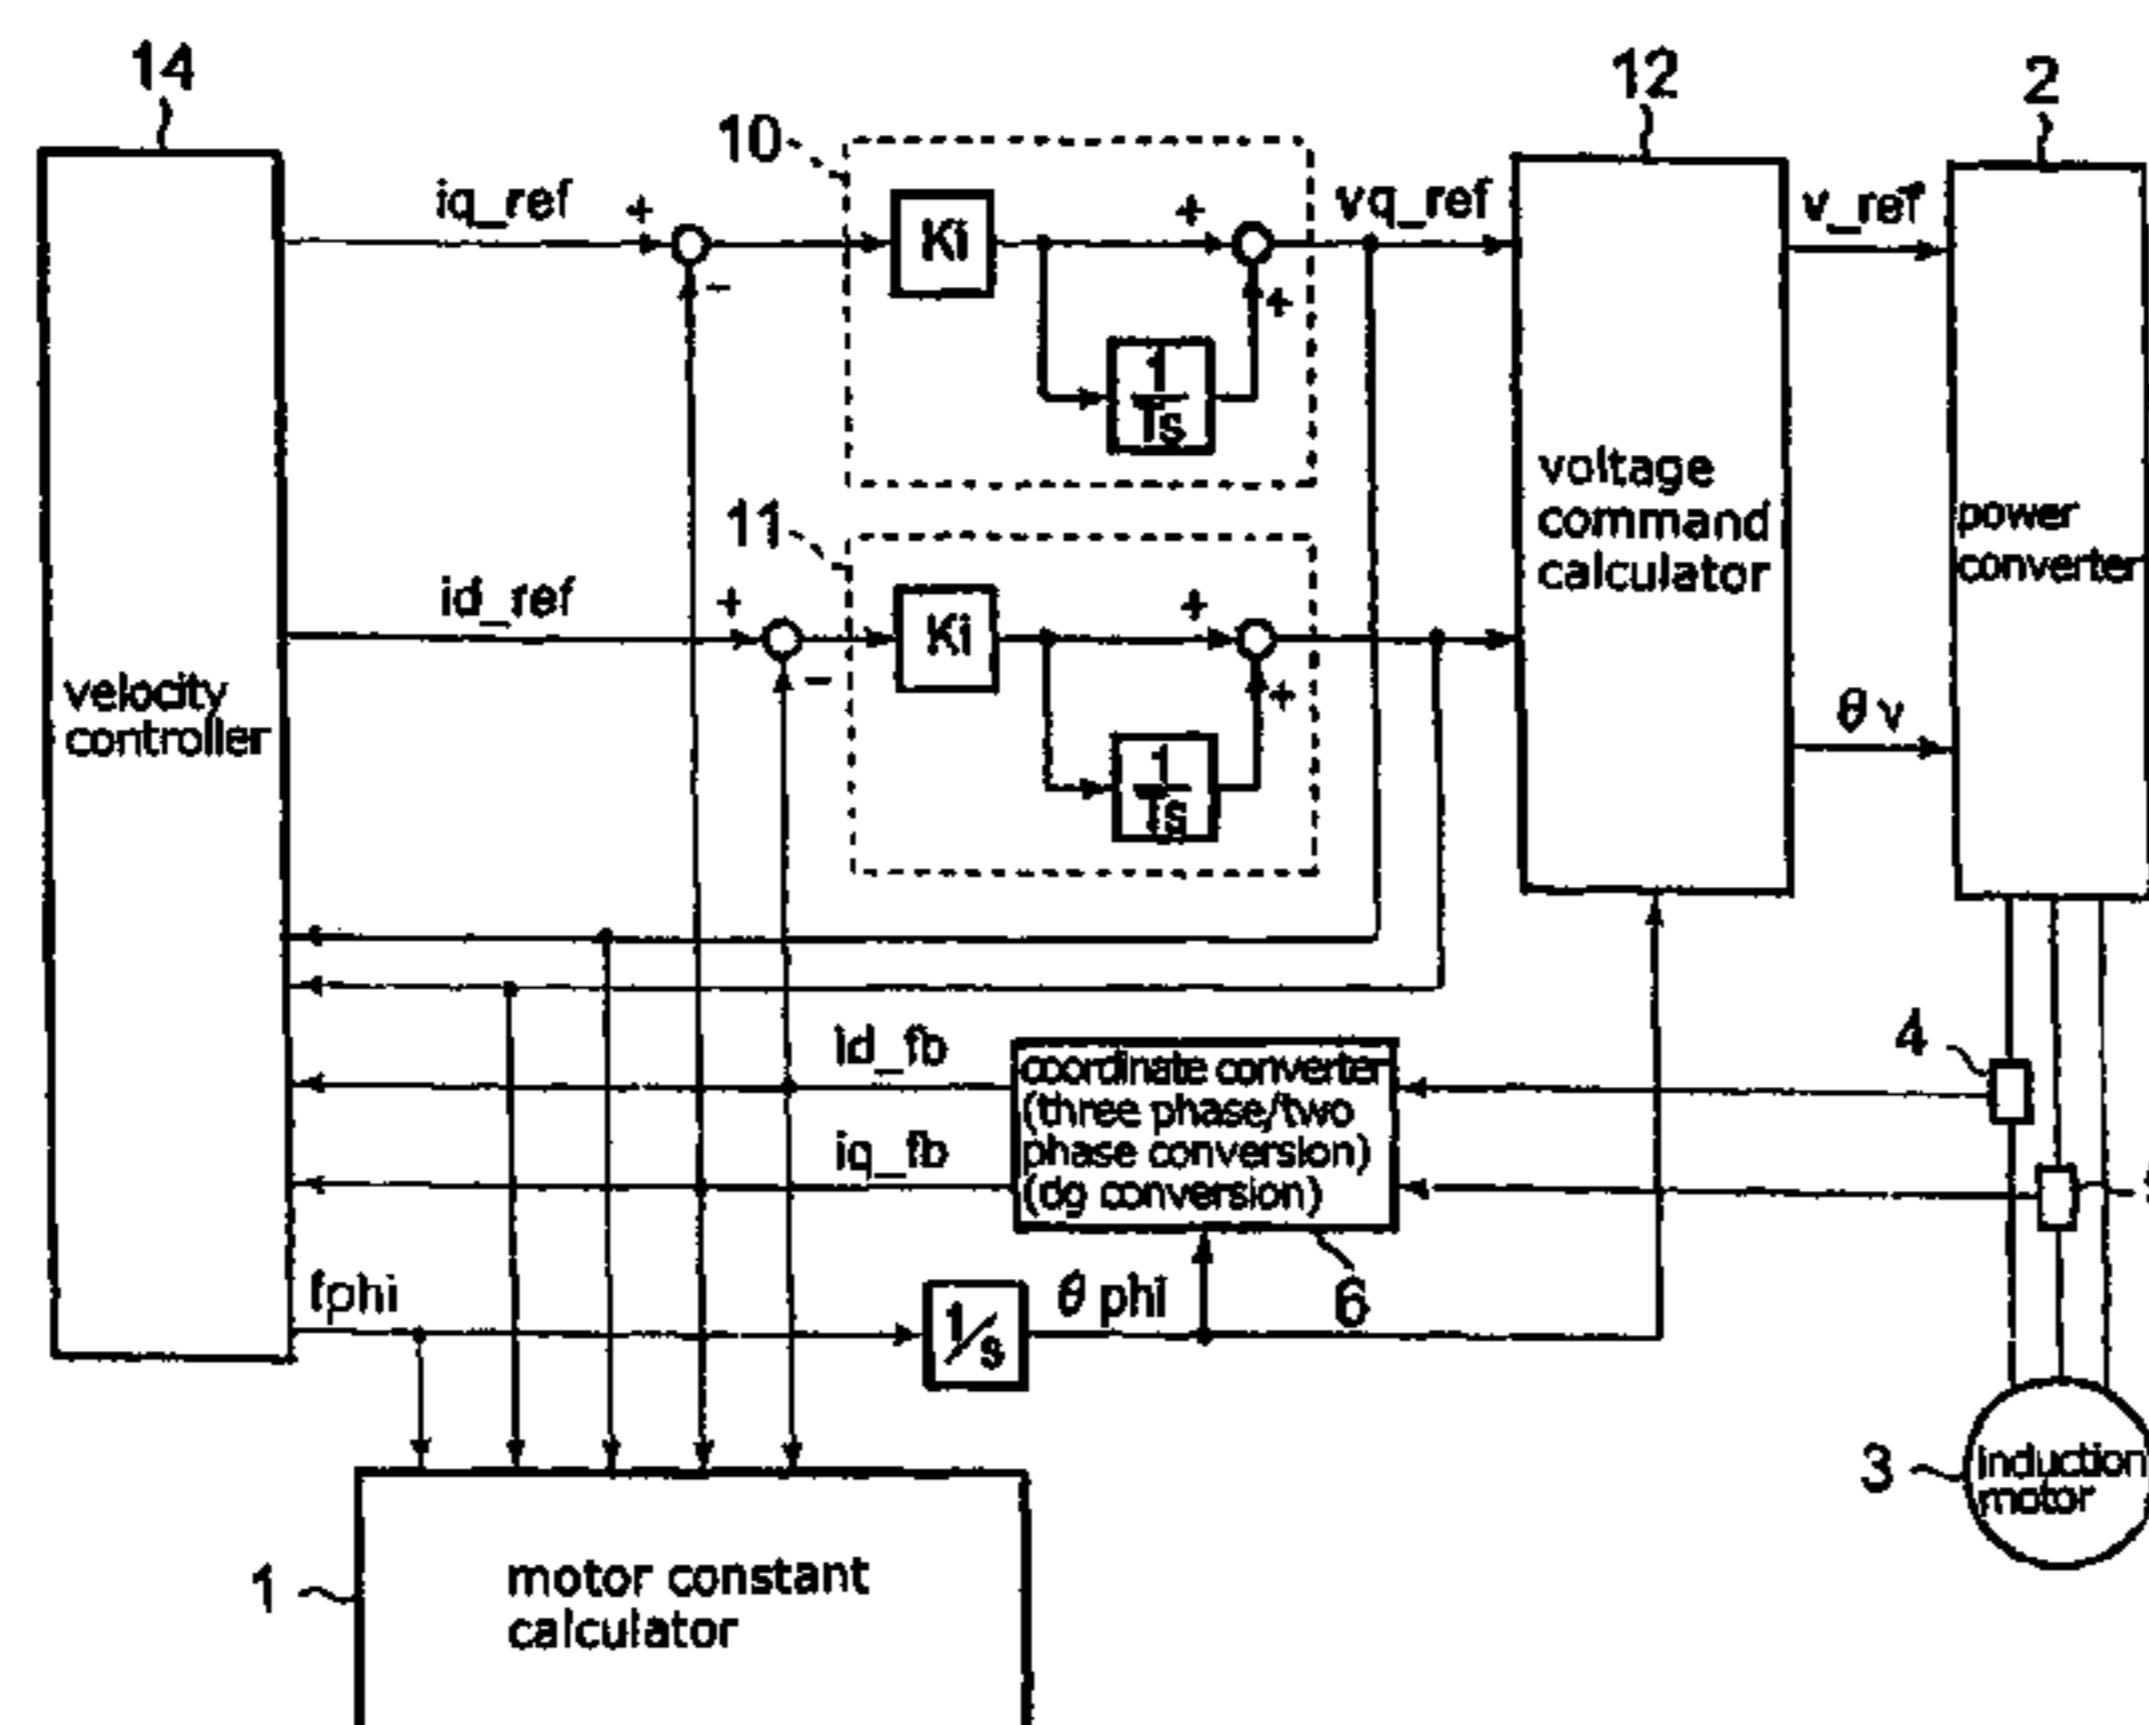 14
12
2
10
iq_ref
+
+
vq_ref
v_ref
Ki
-
+
1
Ts
voltage
command
calculator
power
converter
11
id_ref
+
+
Ki
-
+
θ v
velocity
controller
1
Ts
4
id_fb
coordinate converter
(three phase/two
phase conversion)
(dg conversion)
iq_fb
fphi
1/s
θ phi
6
3
induction
motor
1
motor constant
calculator